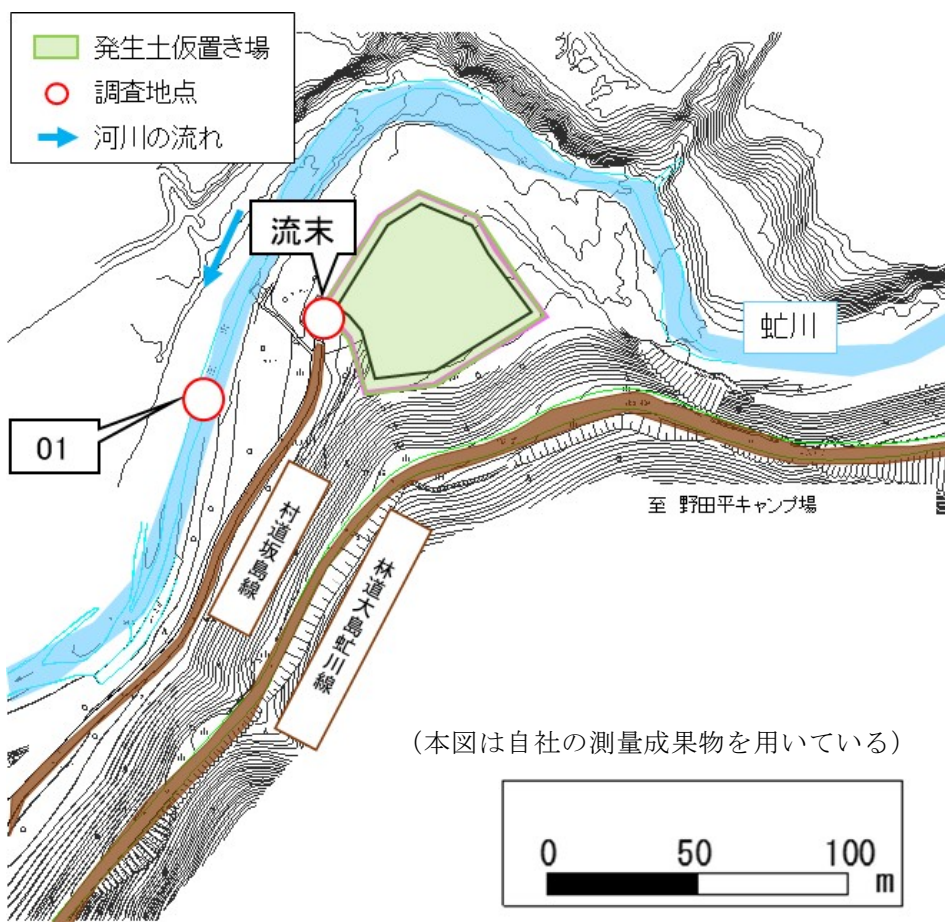 発生土仮置き場
調査地点
河川の流れ
流末
虻川
01
至 野田平キャンプ場
村道坂島線
林道大島虻川線
（本図は自社の測量成果物を用いている）
0 50 100
m